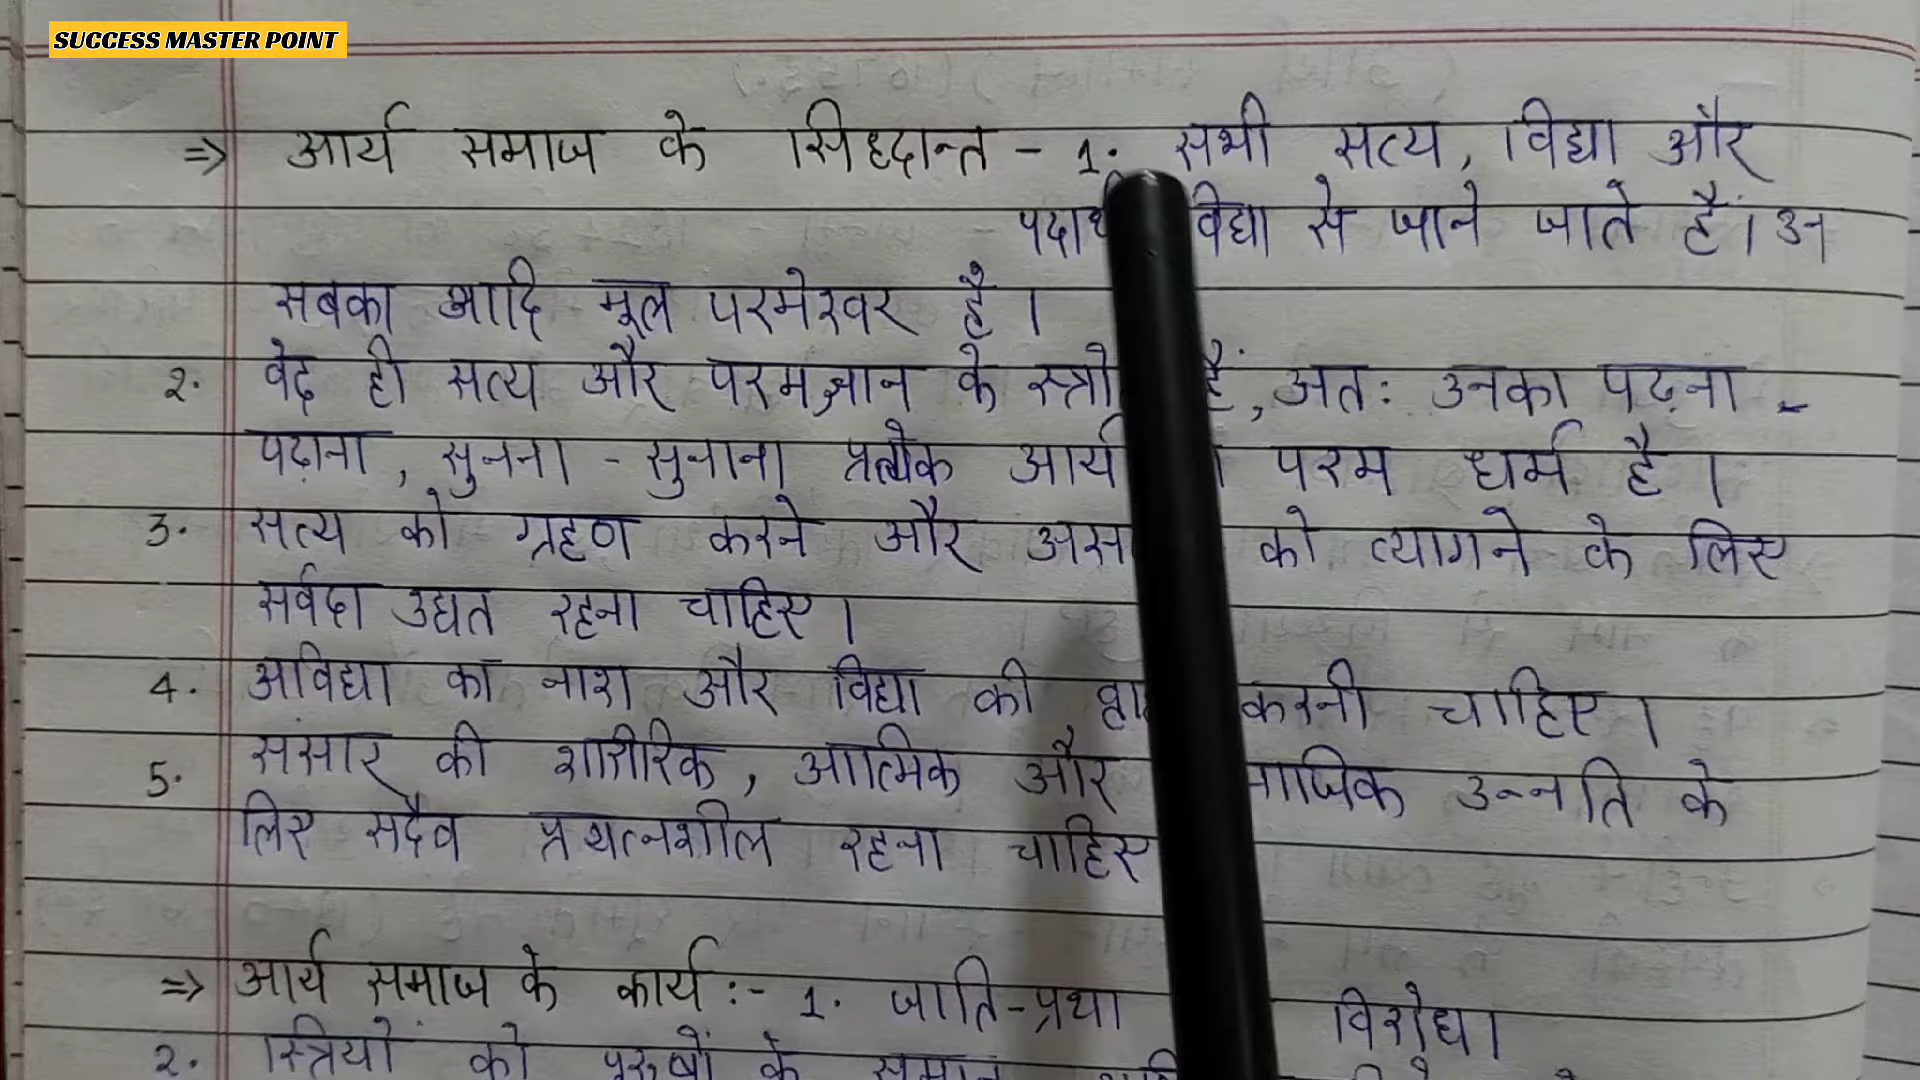 SUCCESS MASTER POINT
⇒ आर्य समाज के सिध्दान्त - 1. सभी सत्य, विद्या और
विद्या से जाने जाते हैं। उन
सबका आदि मूल परमेश्वर है ।
2. वेद ही सत्य और परमज्ञान के हैं, अतः उनका पढ़ना -
पढ़ाना, सुनना - सुनाना प्रत्येक आर्य परम धर्म है ।
3. सत्य को ग्रहण करने और को त्यागने के लिए
सर्वदा उद्यत रहना चाहिए ।
4. अविद्या का नाश और विद्या की करनी चाहिए ।
5. संसार की शारीरिक, आत्मिक और उन्नति के
लिए सदैव प्रयत्नशील रहना चाहिए
⇒ आर्य समाज के कार्य :- 1. जाति-प्रथा विरोध।
2. स्त्रियों को पुरुषों के समान